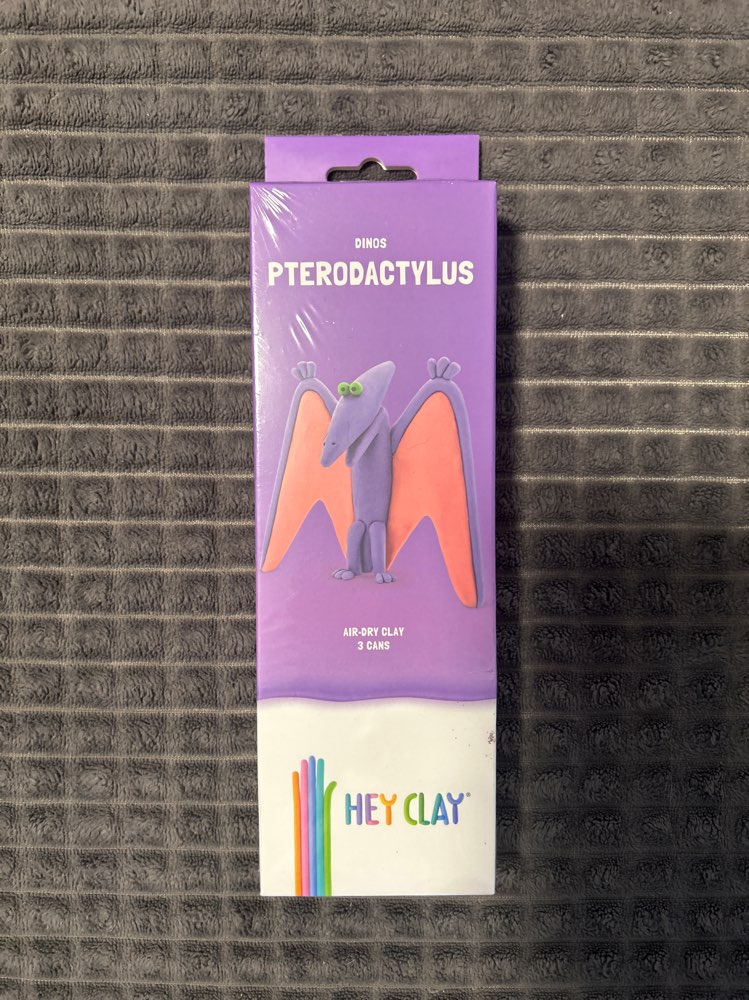 DINOS
PTERODACTYLUS
AIR-DRY CLAY
3 CANS
HEY CLAY®